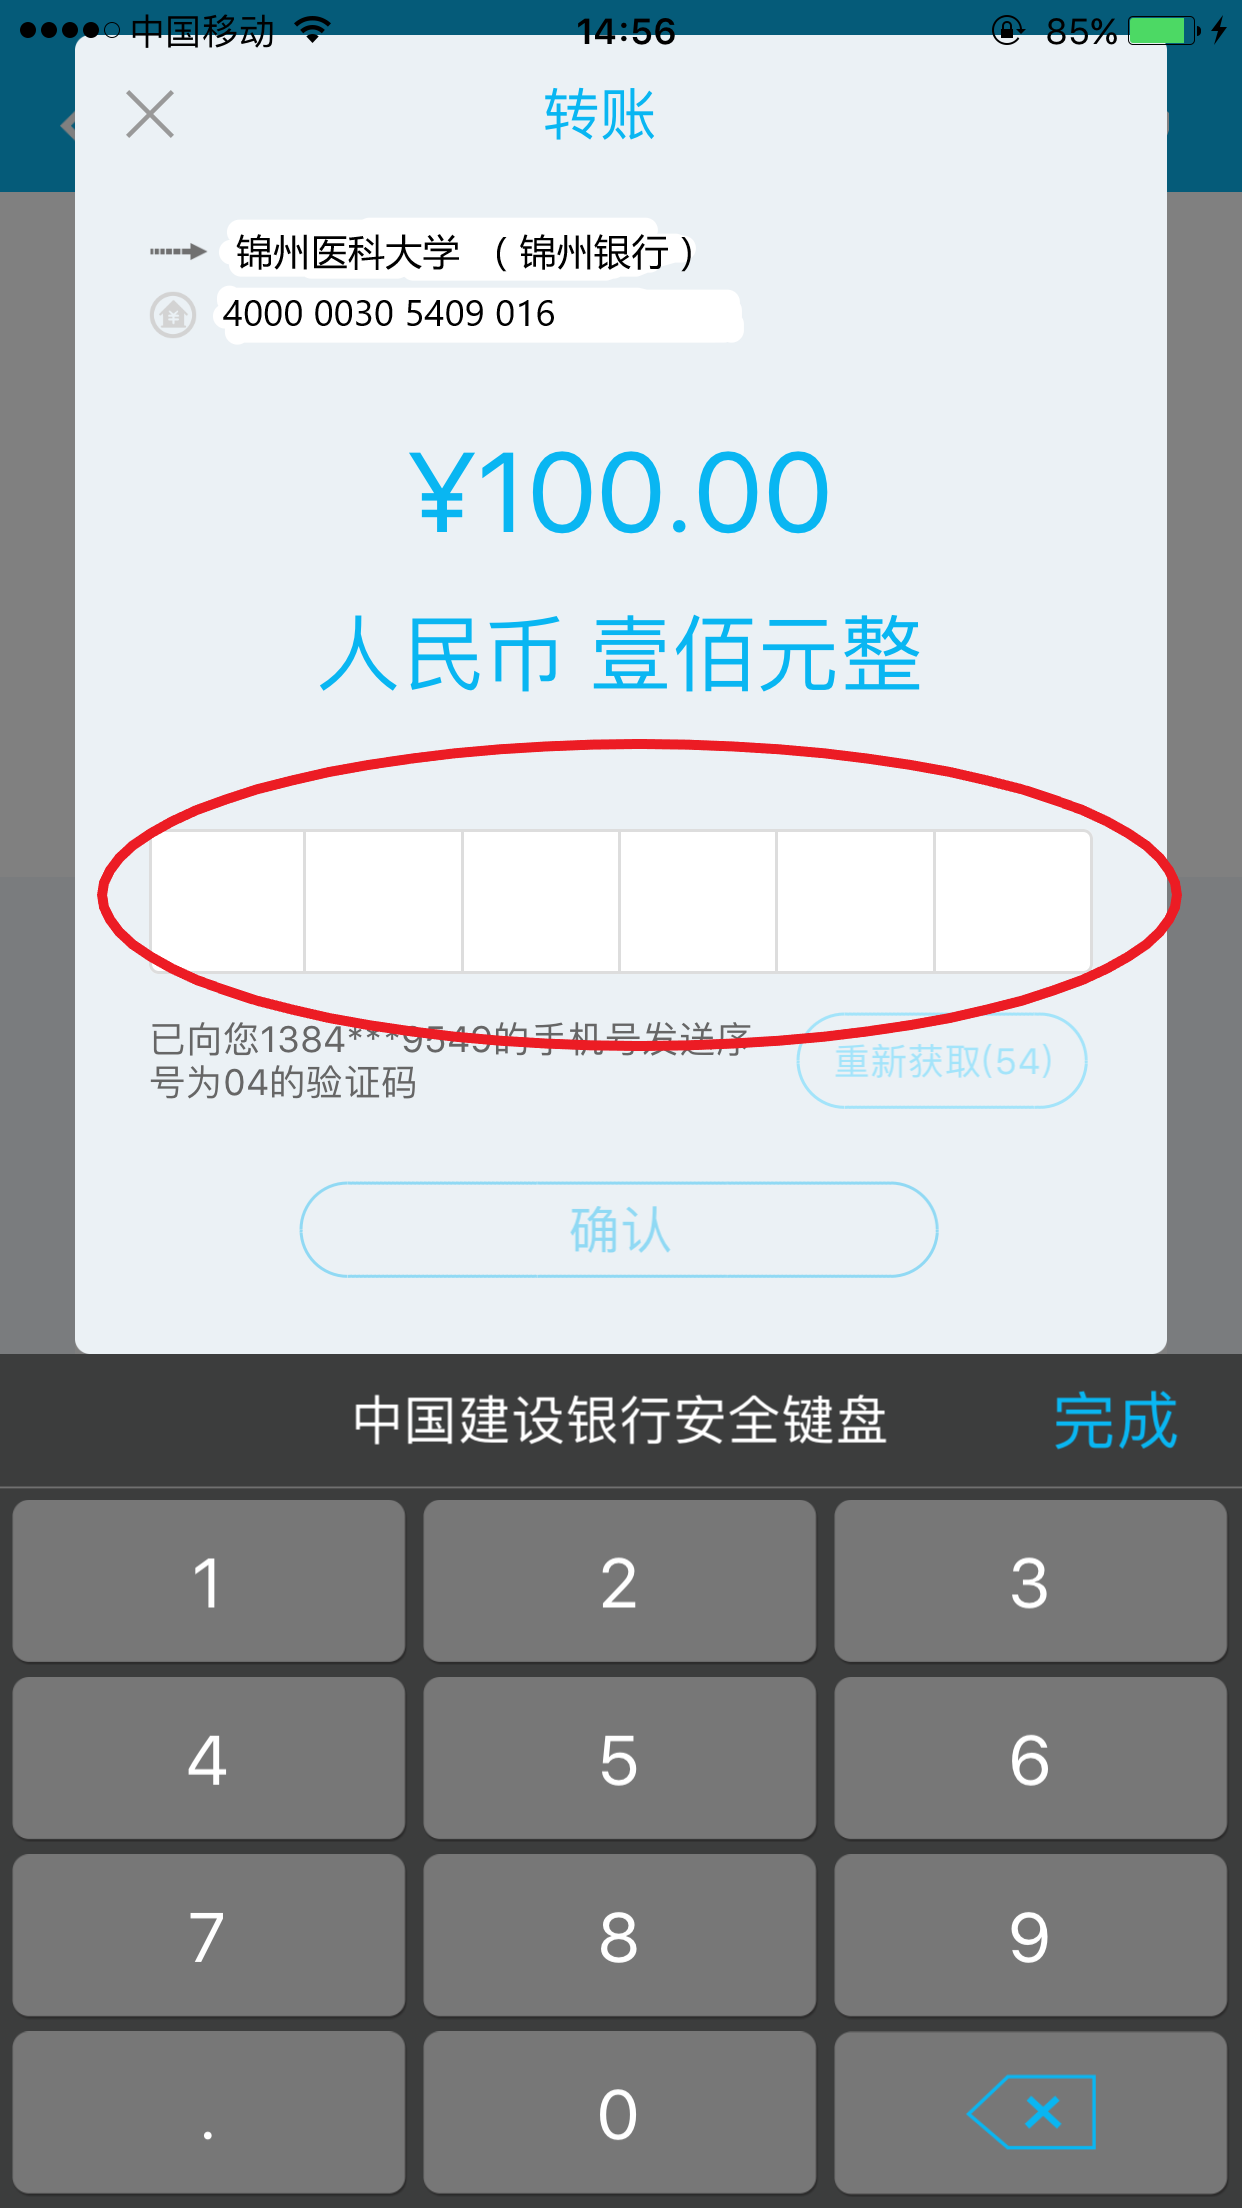 中国移动 14:56 85%
转账
锦州医科大学 （锦州银行）
4000 0030 5409 016
¥100.00
人民币 壹佰元整
已向您1384***9549的手机号发送序
号为04的验证码
重新获取(54)
确认
中国建设银行安全键盘 完成
1 2 3
4 5 6
7 8 9
. 0